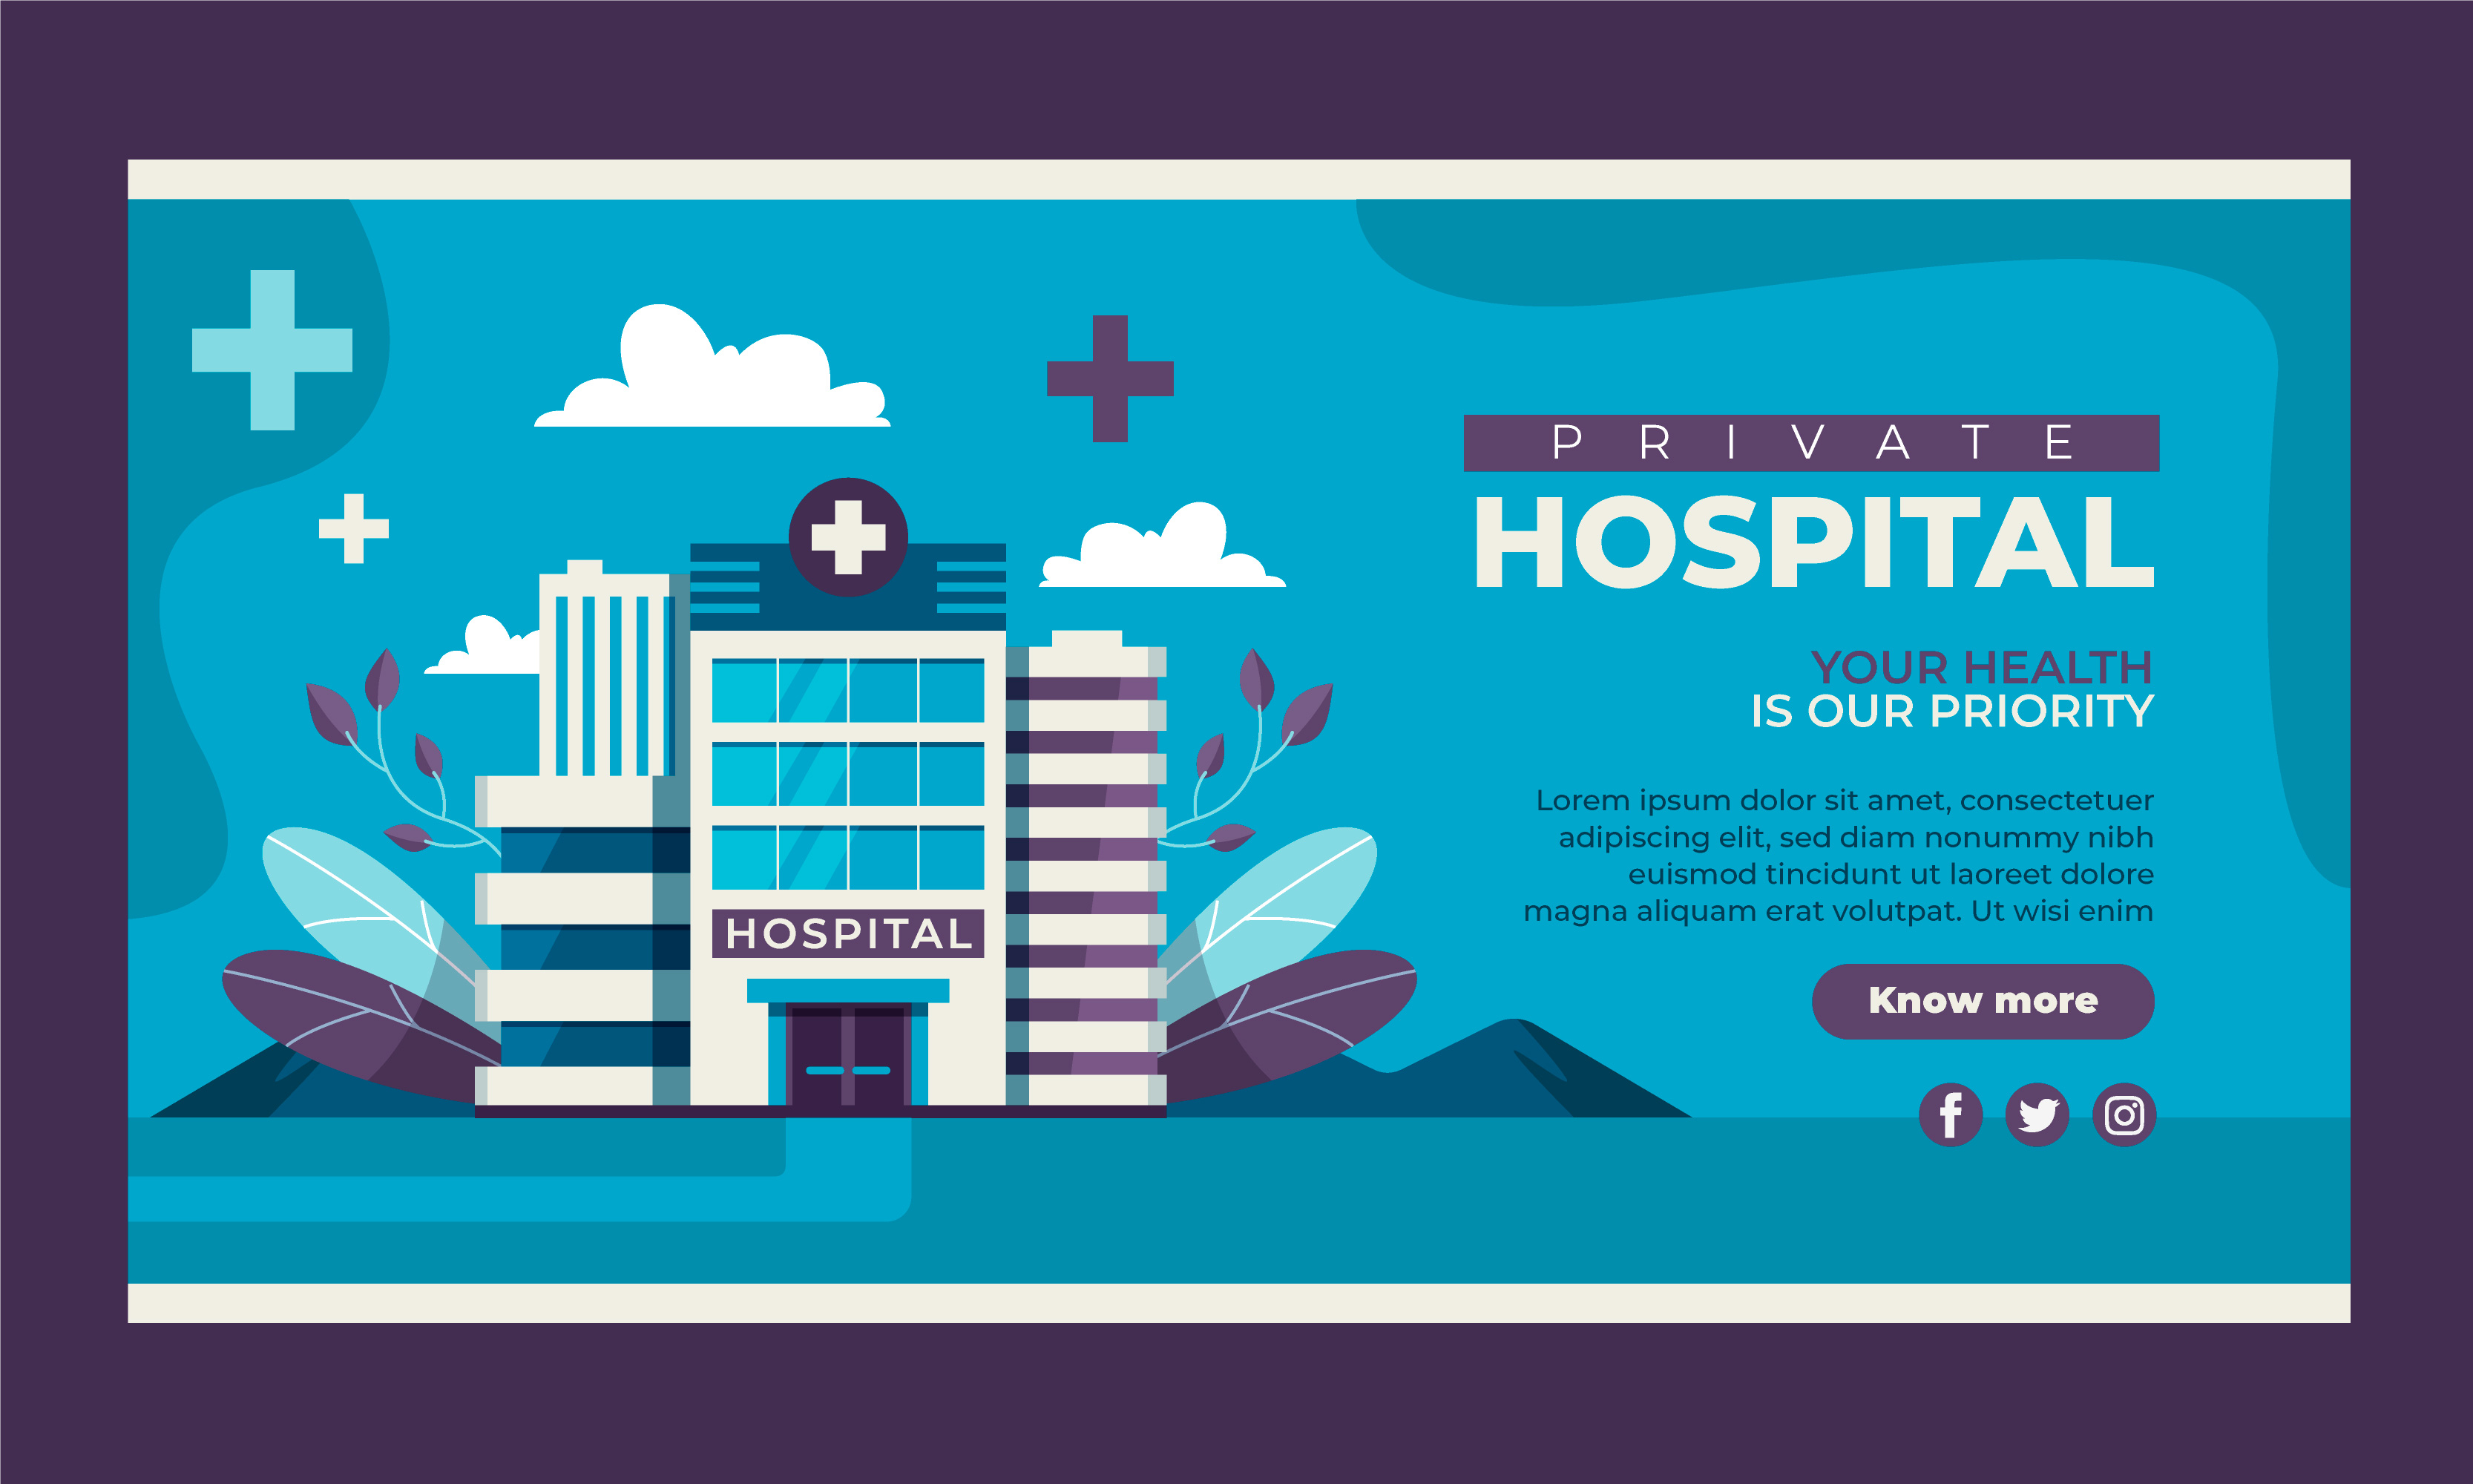 PRIVATE
HOSPITAL
YOUR HEALTH
IS OUR PRIORITY
Lorem ipsum dolor sit amet, consectetuer
adipiscing elit, sed diam nonummy nibh
euismod tincidunt ut laoreet dolore
magna aliquam erat volutpat. Ut wisi enim
Know more
HOSPITAL